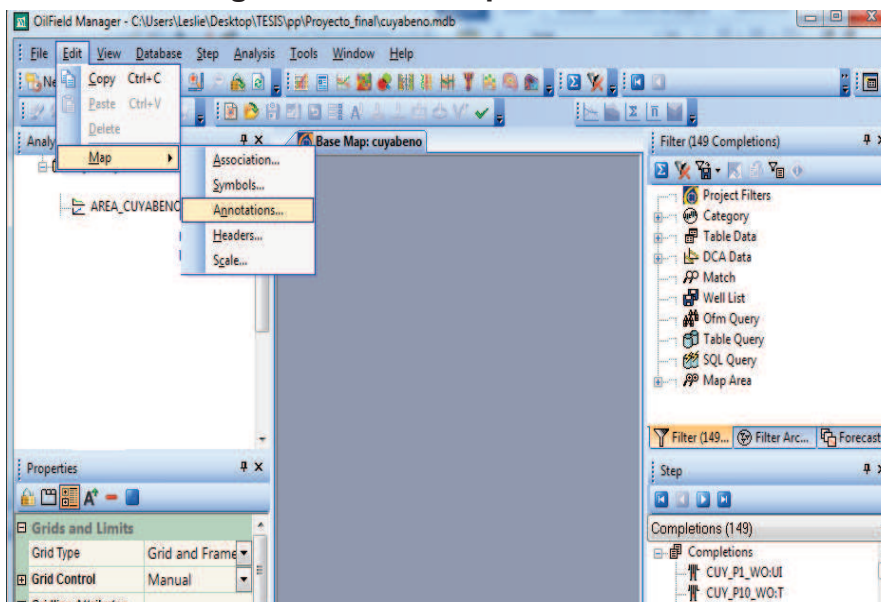 OilField Manager - C:\Users\Leslie\Desktop\TESIS\pp\Proyecto_final\cuyabeno.mdb
File Edit View Database Step Analysis Tools Window Help
Ne
Copy Ctrl+C
Paste Ctrl+V
Delete
Map
Association...
Symbols...
Annotations...
Headers...
Scale...
Analy
AREA_CUYABENO
Base Map: cuyabeno
Filter (149 Completions)
Project Filters
Category
Table Data
DCA Data
Match
Well List
Ofm Query
Table Query
SQL Query
Map Area
Filter (149... Filter Arc... Forecast
Properties
Grids and Limits
Grid Type Grid and Frame
Grid Control Manual
Step
Completions (149)
Completions
CUY_P1_WO:UI
CUY_P10_WO:T